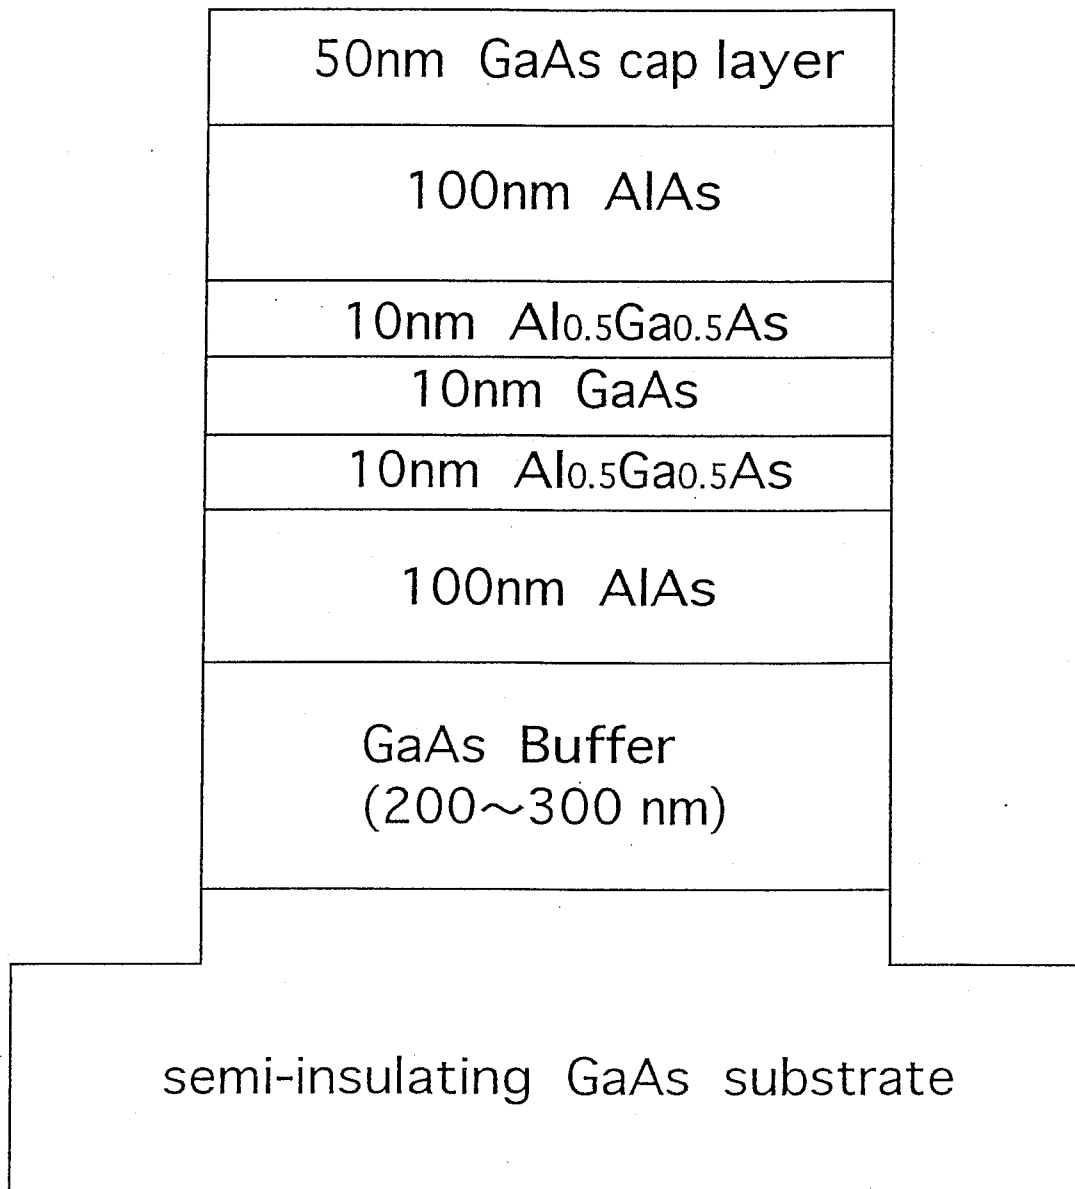 50nm GaAs cap layer
100nm AlAs
10nm Al0.5Ga0.5As
10nm GaAs
10nm Al0.5Ga0.5As
100nm AlAs
GaAs Buffer
(200～300 nm)
semi-insulating GaAs substrate